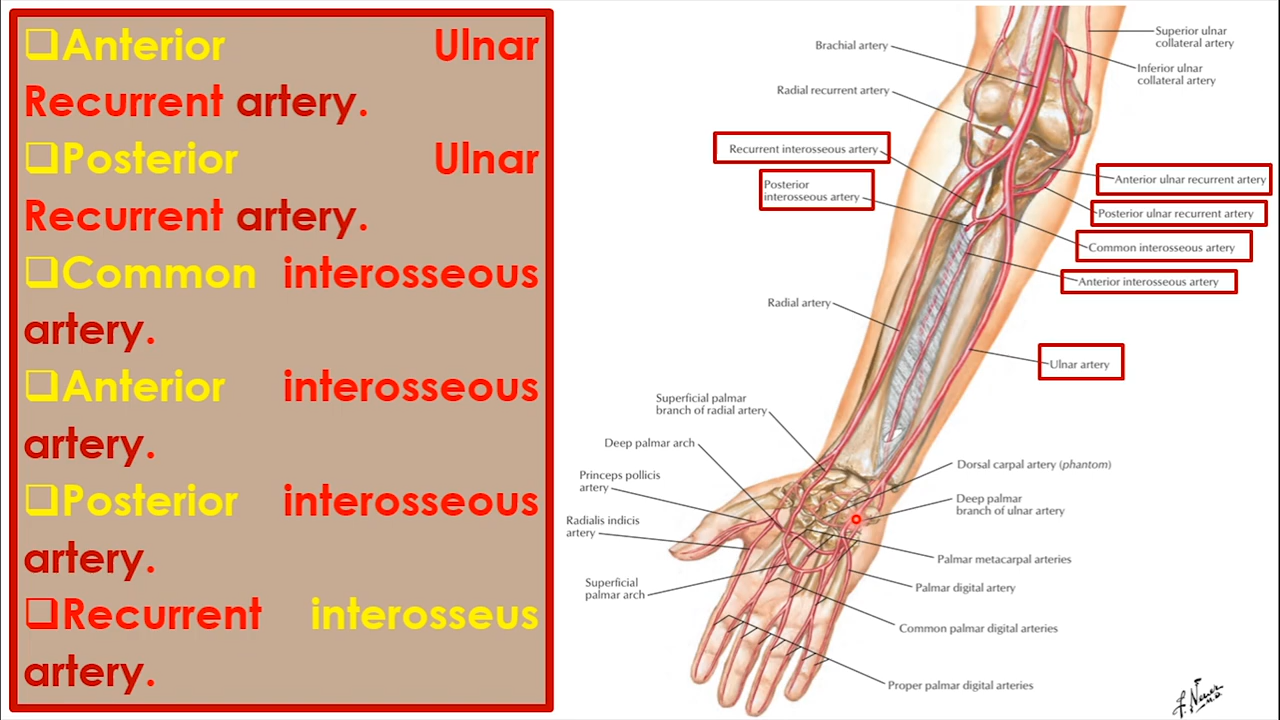 ❑Anterior Ulnar
Recurrent artery.
❑Posterior Ulnar
Recurrent artery.
❑Common interosseous
artery.
❑Anterior interosseous
artery.
❑Posterior interosseous
artery.
❑Recurrent interosseus
artery.
Brachial artery
Radial recurrent artery
Recurrent interosseous artery
Posterior
interosseous artery
Radial artery
Superficial palmar
branch of radial artery
Deep palmar arch
Princeps pollicis
artery
Radialis indicis
artery
Superficial
palmar arch
Superior ulnar
collateral artery
Inferior ulnar
collateral artery
Anterior ulnar recurrent artery
Posterior ulnar recurrent artery
Common interosseous artery
Anterior interosseous artery
Ulnar artery
Dorsal carpal artery (phantom)
Deep palmar
branch of ulnar artery
Palmar metacarpal arteries
Palmar digital artery
Common palmar digital arteries
Proper palmar digital arteries